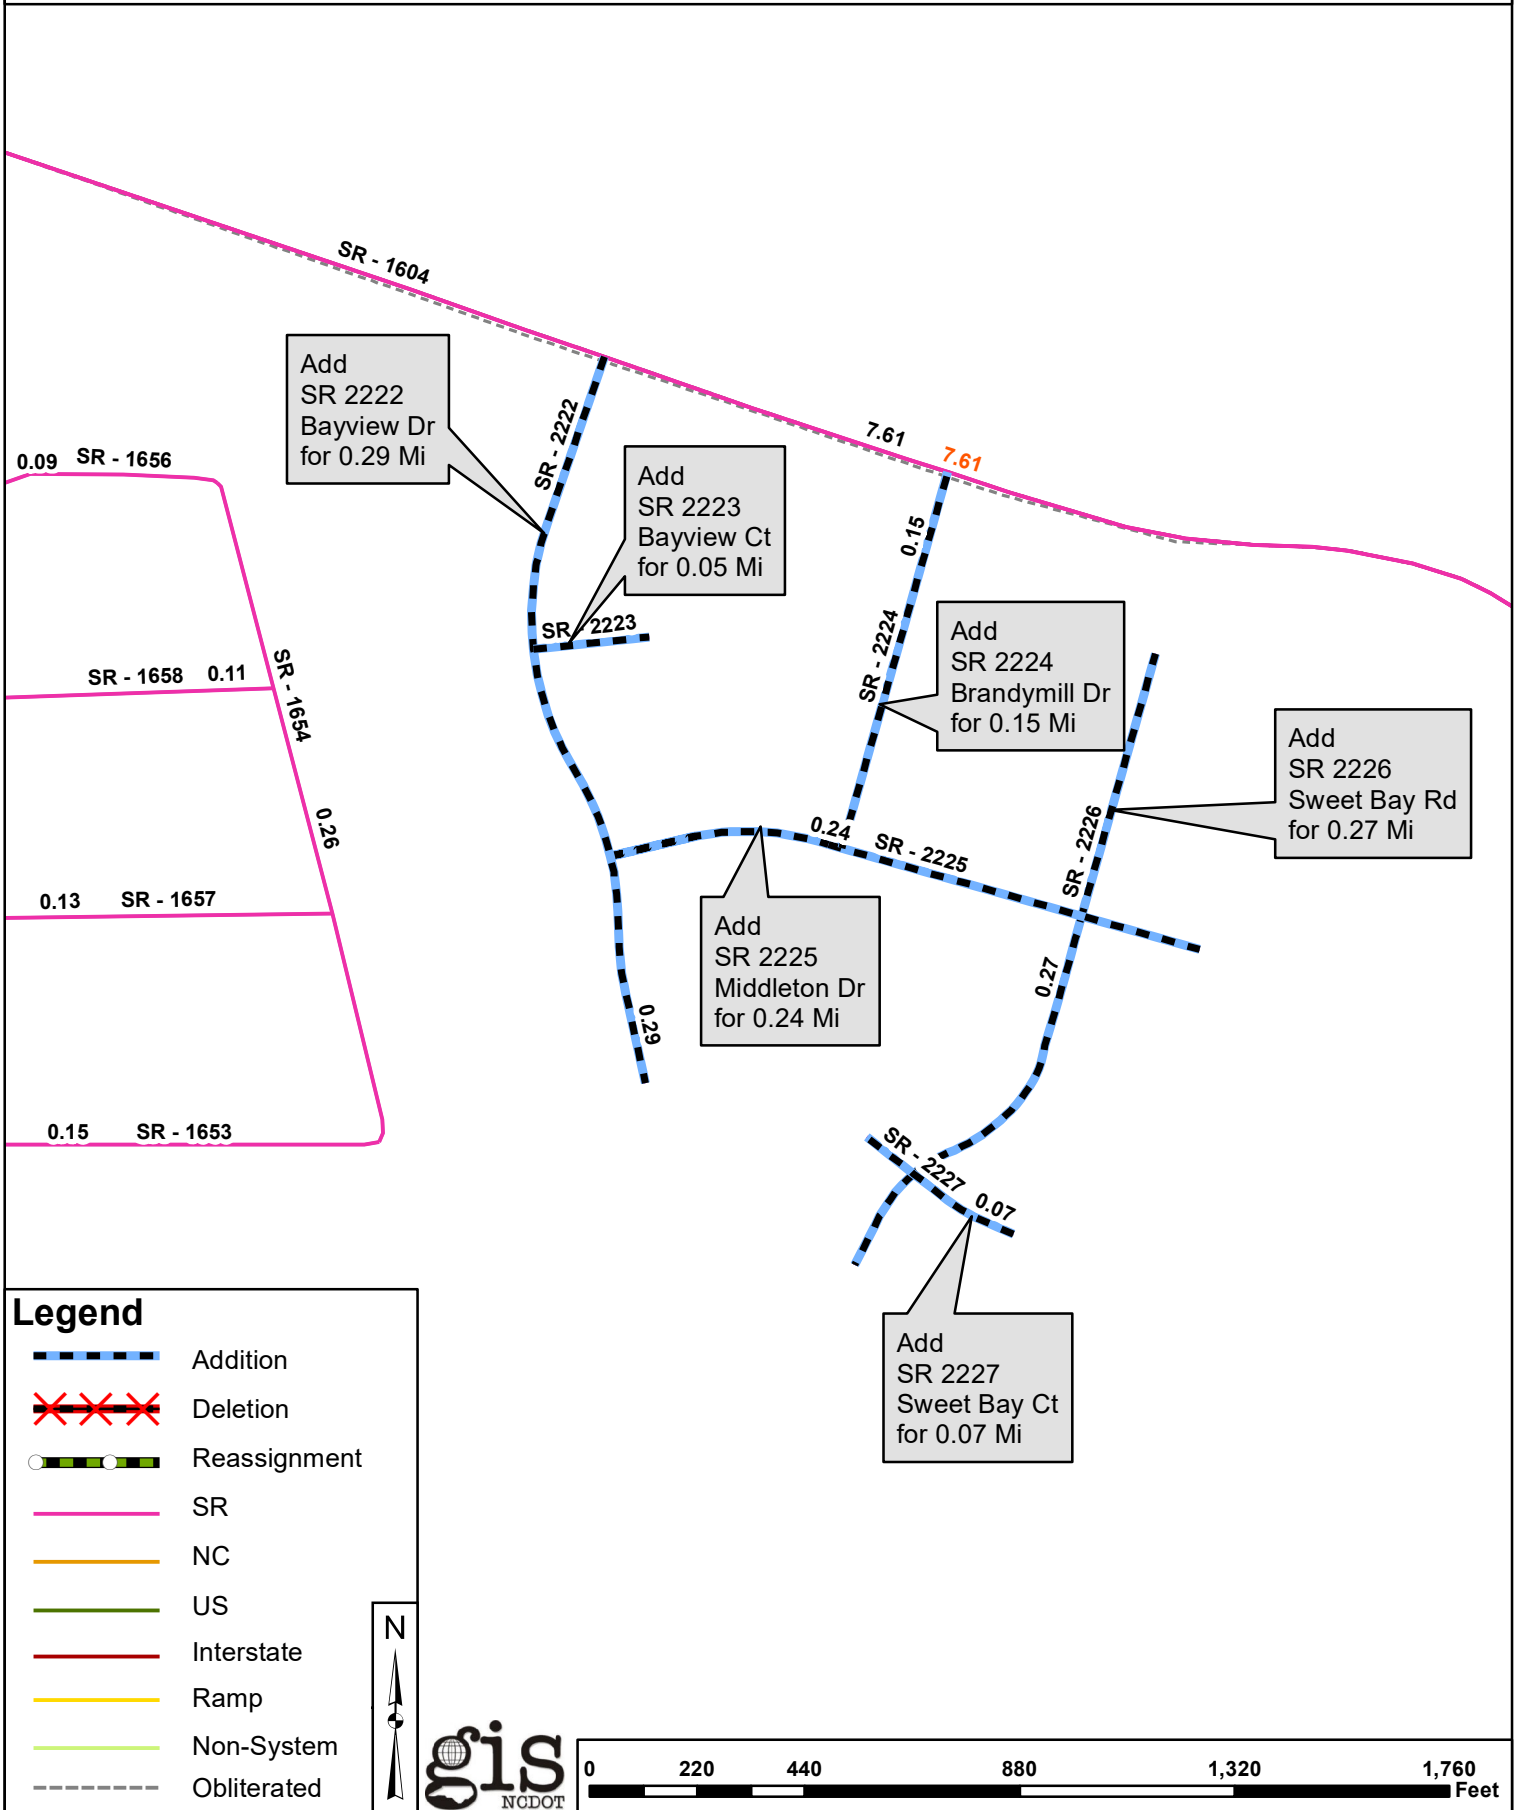 SR - 1604
Add
SR 2222
Bayview Dr
for 0.29 Mi
SR - 2222
7.61
7.61
0.09 SR - 1656
Add
SR 2223
Bayview Ct
for 0.05 Mi
0.15
SR - 2223
SR - 2224
Add
SR 2224
Brandymill Dr
for 0.15 Mi
SR - 1658 0.11
SR - 1654
Add
SR 2226
Sweet Bay Rd
for 0.27 Mi
0.26
0.24 SR - 2225
SR - 2226
0.13 SR - 1657
Add
SR 2225
Middleton Dr
for 0.24 Mi
0.27
0.29
0.15 SR - 1653
SR - 2227
0.07
Add
SR 2227
Sweet Bay Ct
for 0.07 Mi
Legend
Addition
Deletion
Reassignment
SR
NC
US
Interstate
Ramp
Non-System
Obliterated
N
gis
NCDOT
0 220 440 880 1,320 1,760
Feet